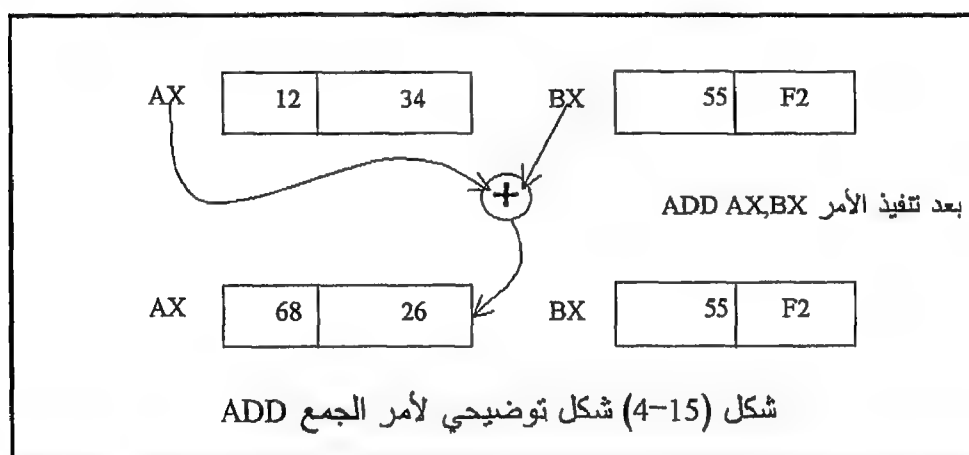 AX 12 34 BX 55 F2
+
بعد تنفيذ الأمر ADD AX,BX
AX 68 26 BX 55 F2
شكل (15-4) شكل توضيحي لأمر الجمع ADD